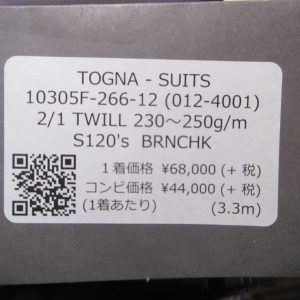 TOGNA - SUITS
10305F-266-12 (012-4001)
2/1 TWILL 230～250g/m
S120's BRNCHK
1着価格 ¥68,000 (+ 税)
コンビ価格 ¥44,000 (+ 税)
(1着あたり) (3.3m)